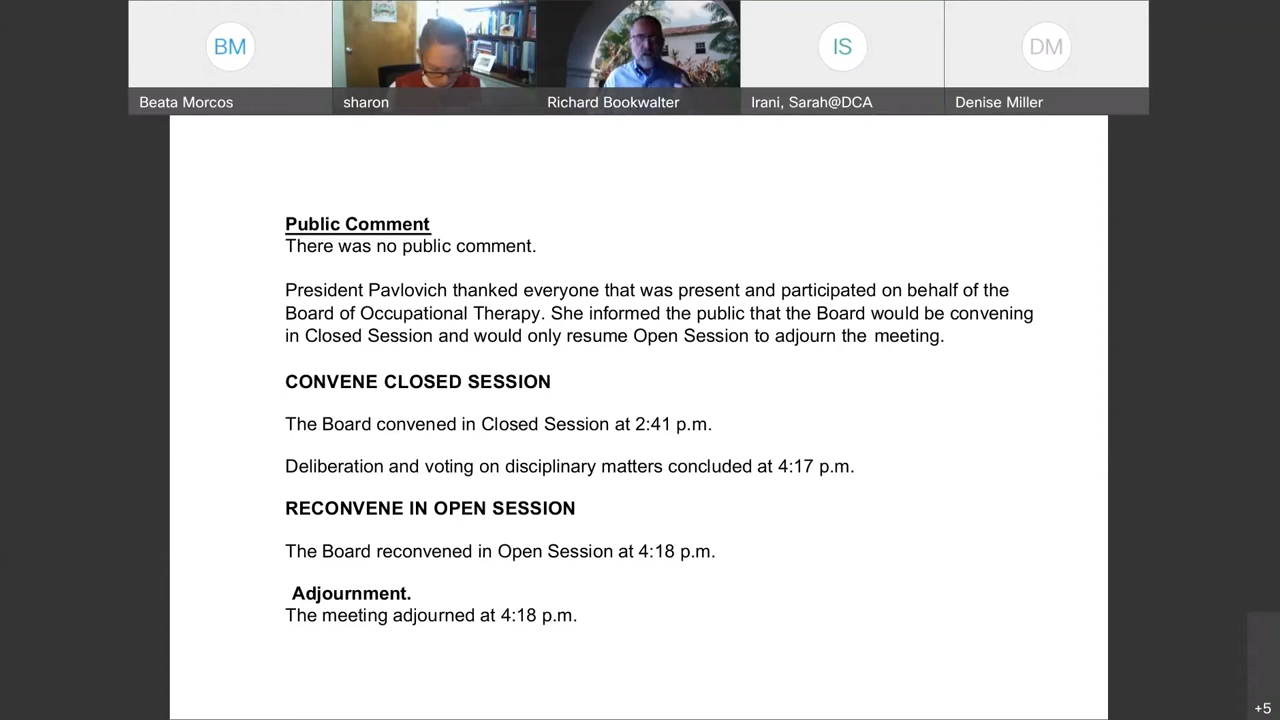 BM
IS
DM
Beata Morcos
sharon
Richard Bookwalter
Irani, Sarah@DCA
Denise Miller
Public Comment
There was no public comment.
President Pavlovich thanked everyone that was present and participated on behalf of the
Board of Occupational Therapy. She informed the public that the Board would be convening
in Closed Session and would only resume Open Session to adjourn the meeting.
CONVENE CLOSED SESSION
The Board convened in Closed Session at 2:41 p.m.
Deliberation and voting on disciplinary matters concluded at 4:17 p.m.
RECONVENE IN OPEN SESSION
The Board reconvened in Open Session at 4:18 p.m.
Adjournment.
The meeting adjourned at 4:18 p.m.
+5